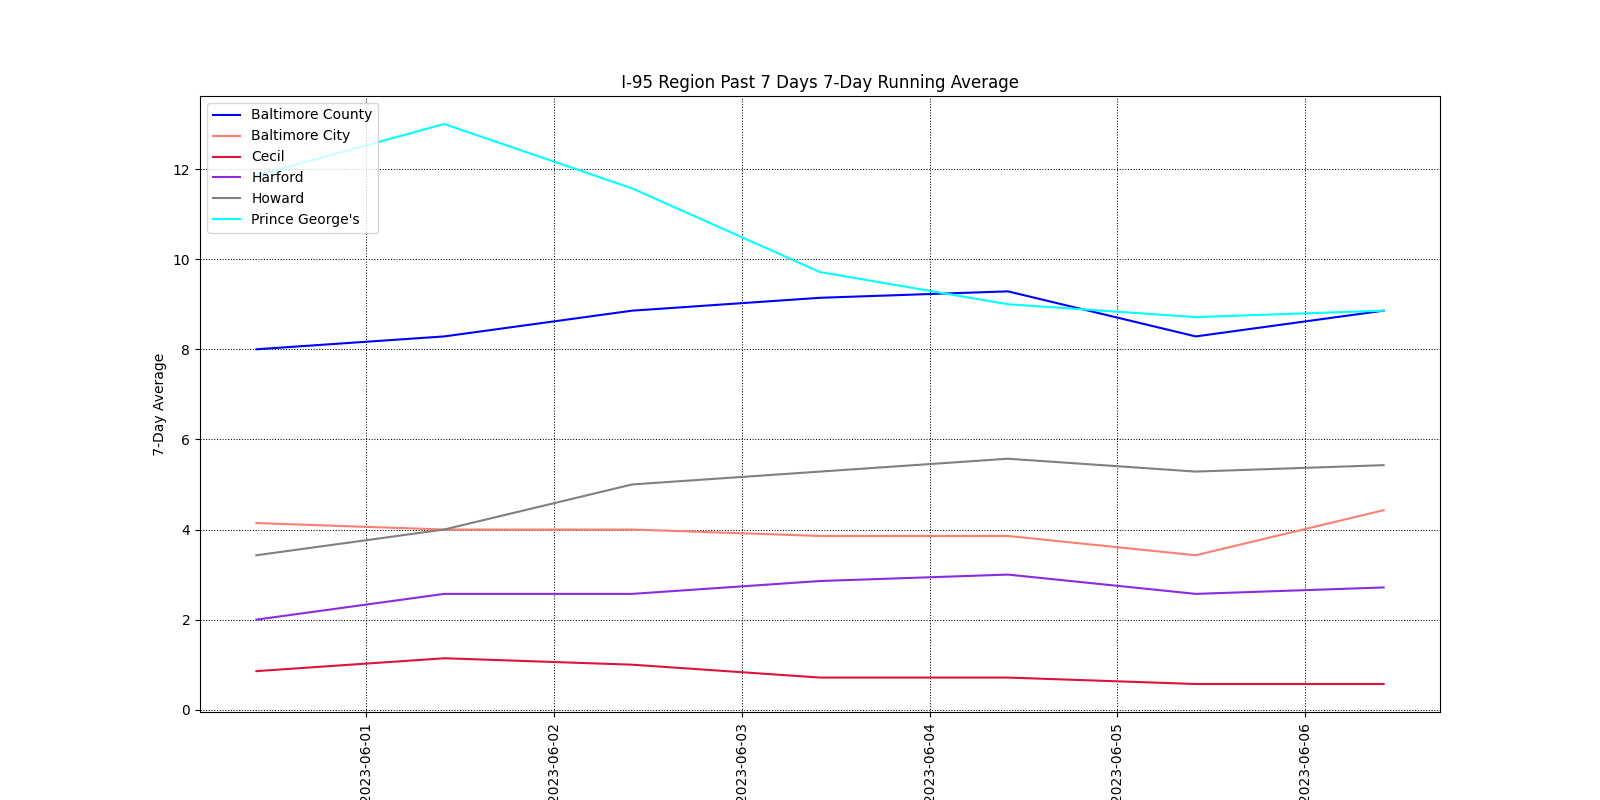 I-95 Region Past 7 Days 7-Day Running Average
Baltimore County
Baltimore City
Cecil
Harford
Howard
Prince George's
7-Day Average
12
10
8
6
4
2
0
2023-06-01
2023-06-02
2023-06-03
2023-06-04
2023-06-05
2023-06-06